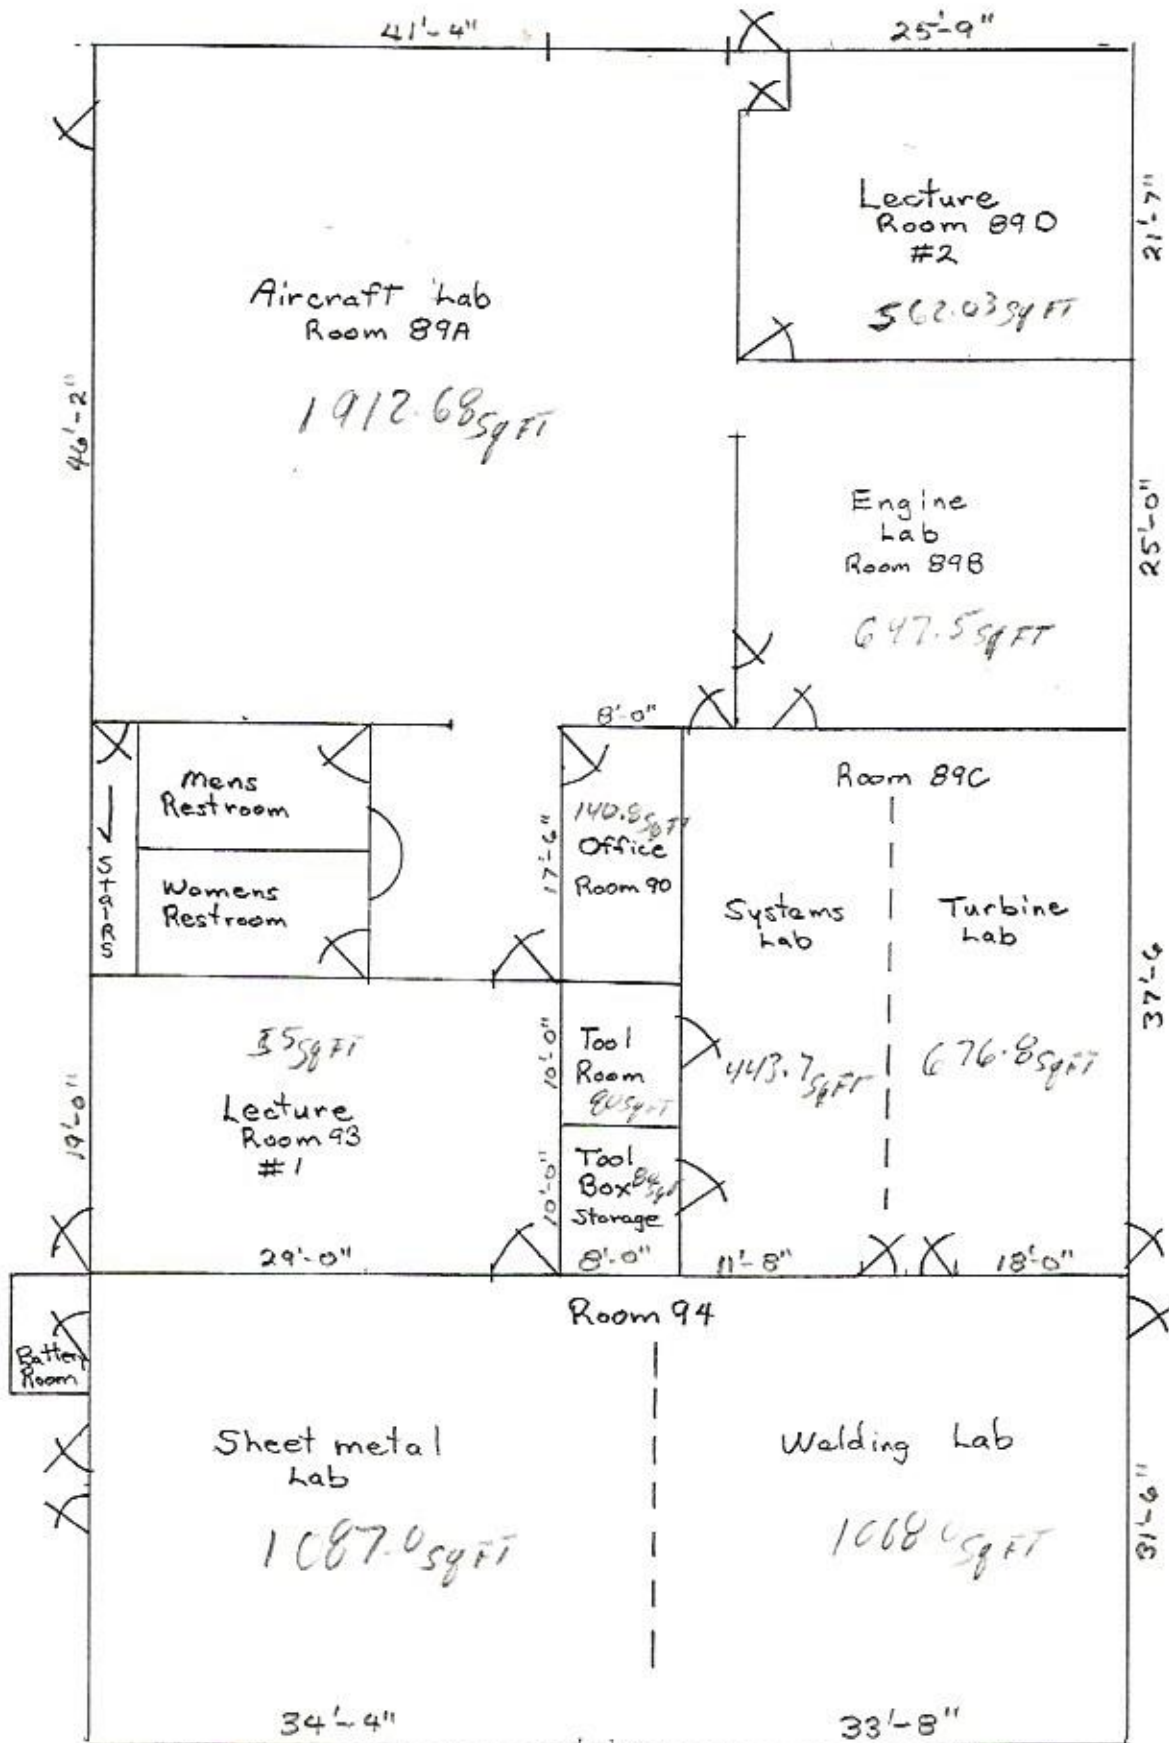 41'-4"
25'-9"
Lecture
Room 89D
#2
562.03 Sq FT
21'-7"
Aircraft Lab
Room 89A
1912.68 Sq FT
46'-2"
Engine
Lab
Room 89B
647.5 Sq FT
25'-0"
8'-0"
Mens
Restroom
Womens
Restroom
STAIRS
17'-6"
140.8 Sq FT
Office
Room 90
Room 89C
Systems
Lab
Turbine
Lab
443.7 Sq FT
676.8 Sq FT
37'-6
Sq FT
Lecture
Room 93
#1
19'-0"
10'-0"
Tool
Room
Sq FT
10'-0"
Tool
Box
Storage
29'-0"
8'-0"
11'-8"
18'-0"
Room 94
Battery
Room
Sheet metal
Lab
1087.0 Sq FT
Welding Lab
Sq FT
31'-6"
34'-4"
33'-8"